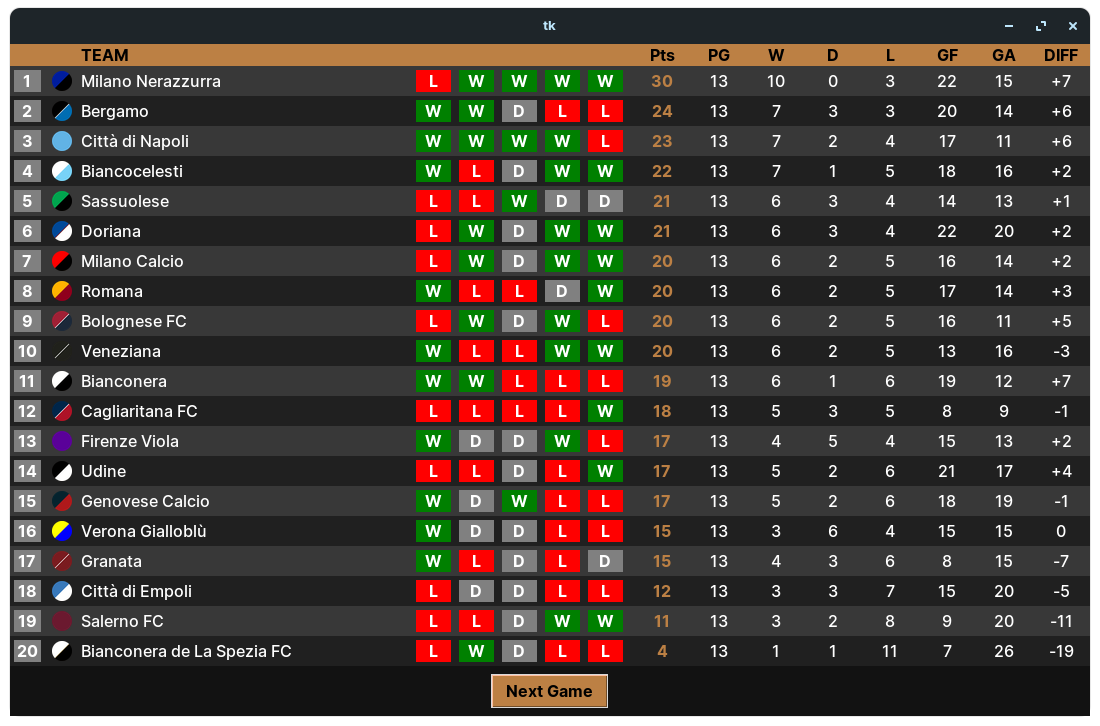 tk
TEAM Pts PG W D L GF GA DIFF
1 Milano Nerazzurra L W W W W 30 13 10 0 3 22 15 +7
2 Bergamo W W D L L 24 13 7 3 3 20 14 +6
3 Città di Napoli W W W W L 23 13 7 2 4 17 11 +6
4 Biancocelesti W L D W W 22 13 7 1 5 18 16 +2
5 Sassuolese L L W D D 21 13 6 3 4 14 13 +1
6 Doriana L W D W W 21 13 6 3 4 22 20 +2
7 Milano Calcio L W D W W 20 13 6 2 5 16 14 +2
8 Romana W L L D W 20 13 6 2 5 17 14 +3
9 Bolognese FC L W D W L 20 13 6 2 5 16 11 +5
10 Veneziana W L L W W 20 13 6 2 5 13 16 -3
11 Bianconera W W L L L 19 13 6 1 6 19 12 +7
12 Cagliaritana FC L L L L W 18 13 5 3 5 8 9 -1
13 Firenze Viola W D D W L 17 13 4 5 4 15 13 +2
14 Udine L L D L W 17 13 5 2 6 21 17 +4
15 Genovese Calcio W D W L L 17 13 5 2 6 18 19 -1
16 Verona Gialloblù W D D L L 15 13 3 6 4 15 15 0
17 Granata W L D L D 15 13 4 3 6 8 15 -7
18 Città di Empoli L D D L L 12 13 3 3 7 15 20 -5
19 Salerno FC L L D W W 11 13 3 2 8 9 20 -11
20 Bianconera de La Spezia FC L W D L L 4 13 1 1 11 7 26 -19
Next Game